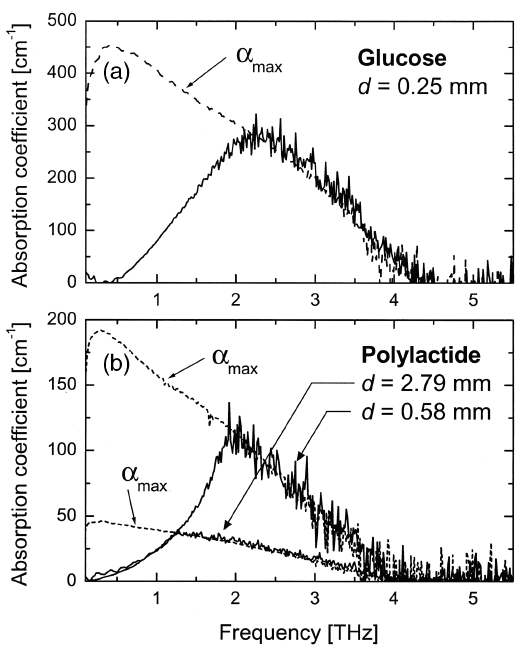 500
400
300
200
100
0
Absorption coefficient [cm⁻¹]
(a)
αmax
Glucose
d = 0.25 mm
1 2 3 4 5
200
150
100
50
0
Absorption coefficient [cm⁻¹]
(b)
αmax
Polylactide
d = 2.79 mm
d = 0.58 mm
αmax
1 2 3 4 5
Frequency [THz]